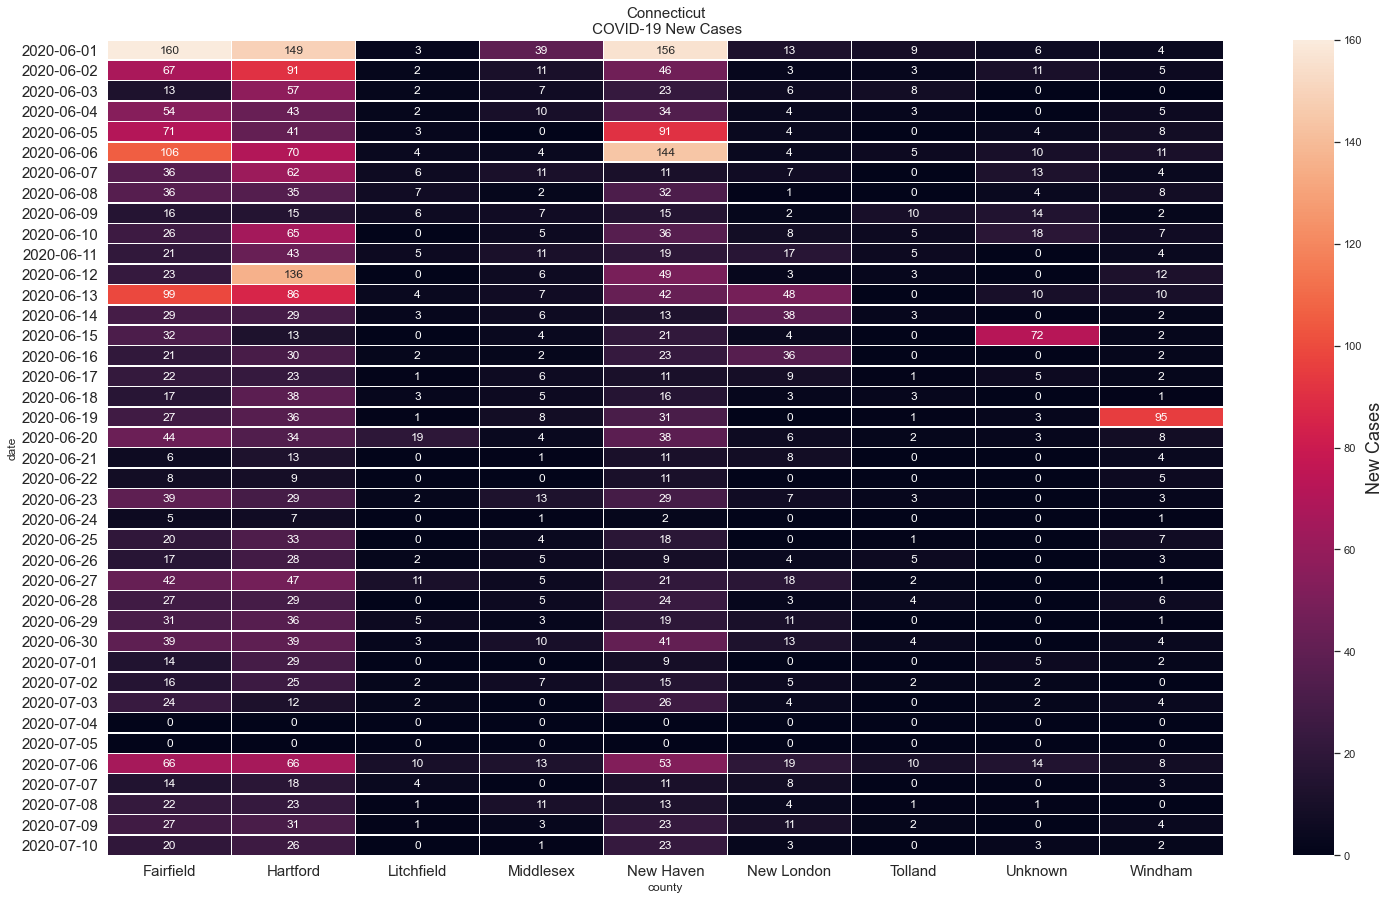 Connecticut
COVID-19 New Cases
2020-06-01 160 149 3 39 156 13 9 6 4
2020-06-02 67 91 2 11 46 3 3 11 5
2020-06-03 13 57 2 7 23 6 8 0 0
2020-06-04 54 43 2 10 34 4 3 0 5
2020-06-05 71 41 3 0 91 4 0 4 8
2020-06-06 106 70 4 4 144 4 5 10 11
2020-06-07 36 62 6 11 11 7 0 13 4
2020-06-08 36 35 7 2 32 1 0 4 8
2020-06-09 16 15 6 7 15 2 10 14 2
2020-06-10 26 65 0 5 36 8 5 18 7
2020-06-11 21 43 5 11 19 17 5 0 4
2020-06-12 23 136 0 6 49 3 3 0 12
2020-06-13 99 86 4 7 42 48 0 10 10
2020-06-14 29 29 3 6 13 38 3 0 2
2020-06-15 32 13 0 4 21 4 0 72 2
2020-06-16 21 30 2 2 23 36 0 0 2
2020-06-17 22 23 1 6 11 9 1 5 2
2020-06-18 17 38 3 5 16 3 3 0 1
2020-06-19 27 36 1 8 31 0 1 3 95
2020-06-20 44 34 19 4 38 6 2 3 8
2020-06-21 6 13 0 1 11 8 0 0 4
2020-06-22 8 9 0 0 11 0 0 0 5
2020-06-23 39 29 2 13 29 7 3 0 3
2020-06-24 5 7 0 1 2 0 0 0 1
2020-06-25 20 33 0 4 18 0 1 0 7
2020-06-26 17 28 2 5 9 4 5 0 3
2020-06-27 42 47 11 5 21 18 2 0 1
2020-06-28 27 29 0 5 24 3 4 0 6
2020-06-29 31 36 5 3 19 11 0 0 1
2020-06-30 39 39 3 10 41 13 4 0 4
2020-07-01 14 29 0 0 9 0 0 5 2
2020-07-02 16 25 2 7 15 5 2 2 0
2020-07-03 24 12 2 0 26 4 0 2 4
2020-07-04 0 0 0 0 0 0 0 0 0
2020-07-05 0 0 0 0 0 0 0 0 0
2020-07-06 66 66 10 13 53 19 10 14 8
2020-07-07 14 18 4 0 11 8 0 0 3
2020-07-08 22 23 1 11 13 4 1 1 0
2020-07-09 27 31 1 3 23 11 2 0 4
2020-07-10 20 26 0 1 23 3 0 3 2
Fairfield Hartford Litchfield Middlesex New Haven New London Tolland Unknown Windham
county
date
160
140
120
100
80
60
40
20
0
New Cases